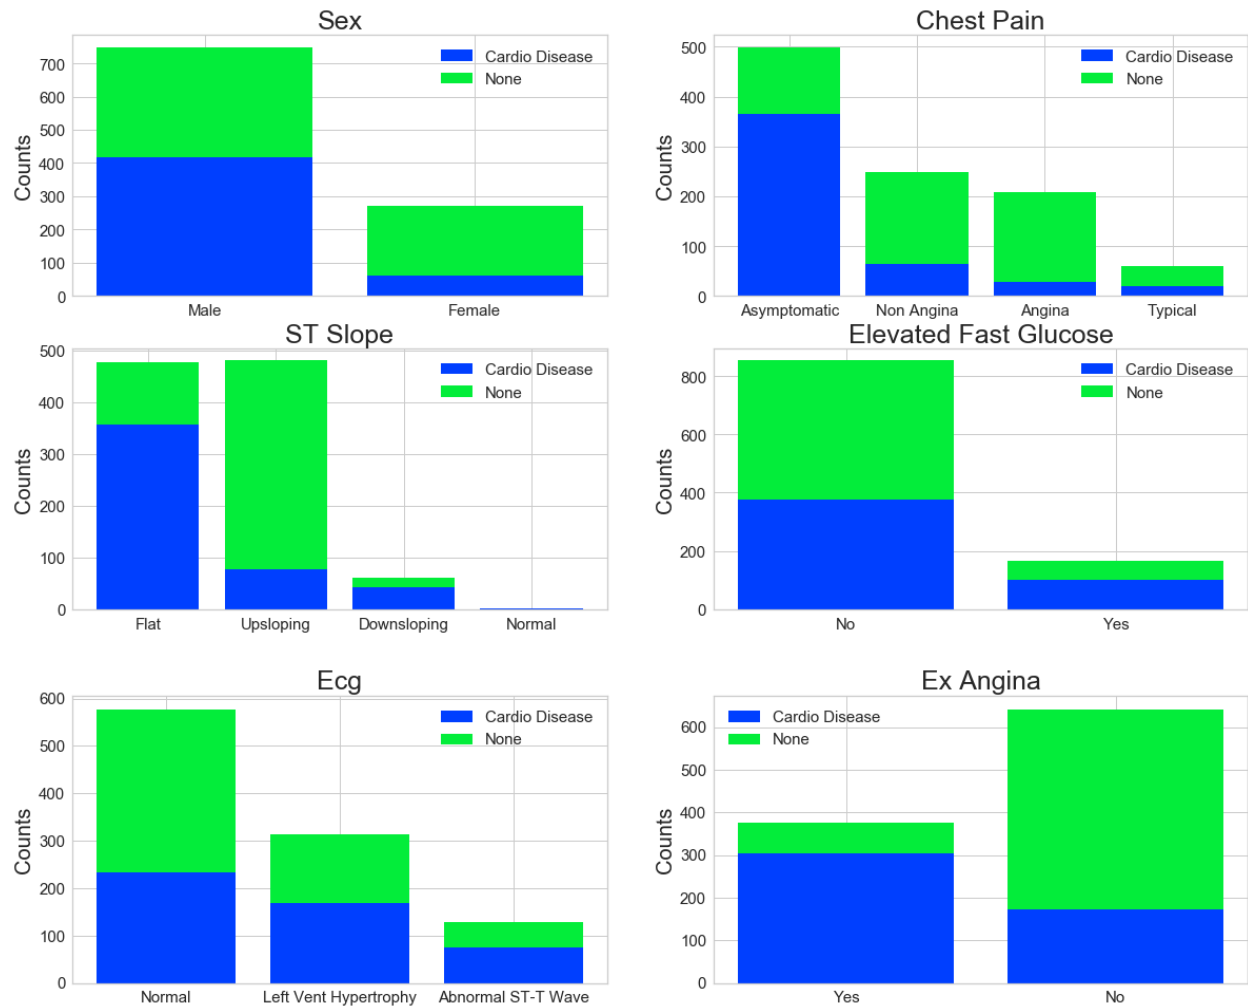 Sex
Counts
700
600
500
400
300
200
100
0
Cardio Disease
None
Male Female
Chest Pain
Counts
500
400
300
200
100
0
Cardio Disease
None
Asymptomatic Non Angina Angina Typical
ST Slope
Counts
500
400
300
200
100
0
Cardio Disease
None
Flat Upsloping Downsloping Normal
Elevated Fast Glucose
Counts
800
600
400
200
0
Cardio Disease
None
No Yes
Ecg
Counts
600
500
400
300
200
100
0
Cardio Disease
None
Normal Left Vent Hypertrophy Abnormal ST-T Wave
Ex Angina
Counts
600
500
400
300
200
100
0
Cardio Disease
None
Yes No